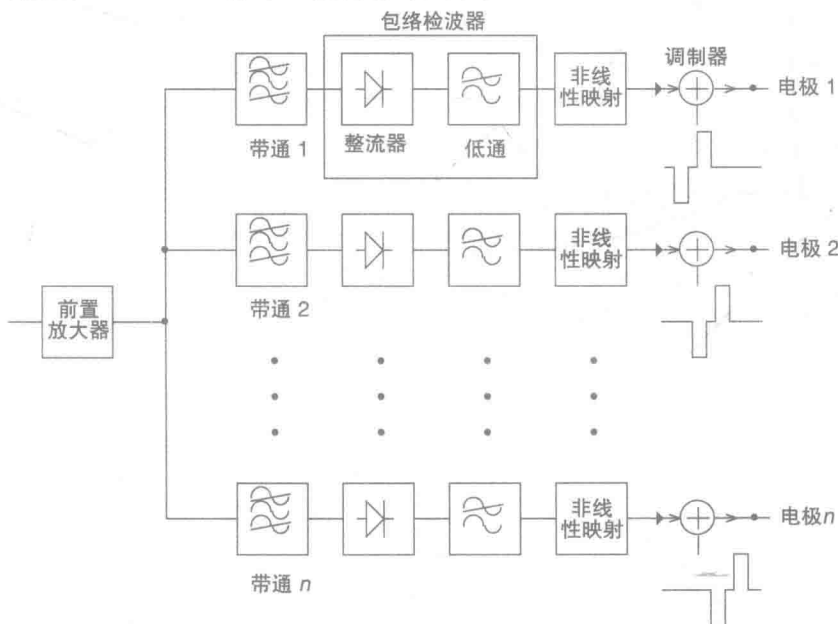 包络检波器
非线
性映射
调制器
电极 1
带通 1
整流器
低通
非线
性映射
电极 2
带通 2
前置
放大器
非线
性映射
电极n
带通 n